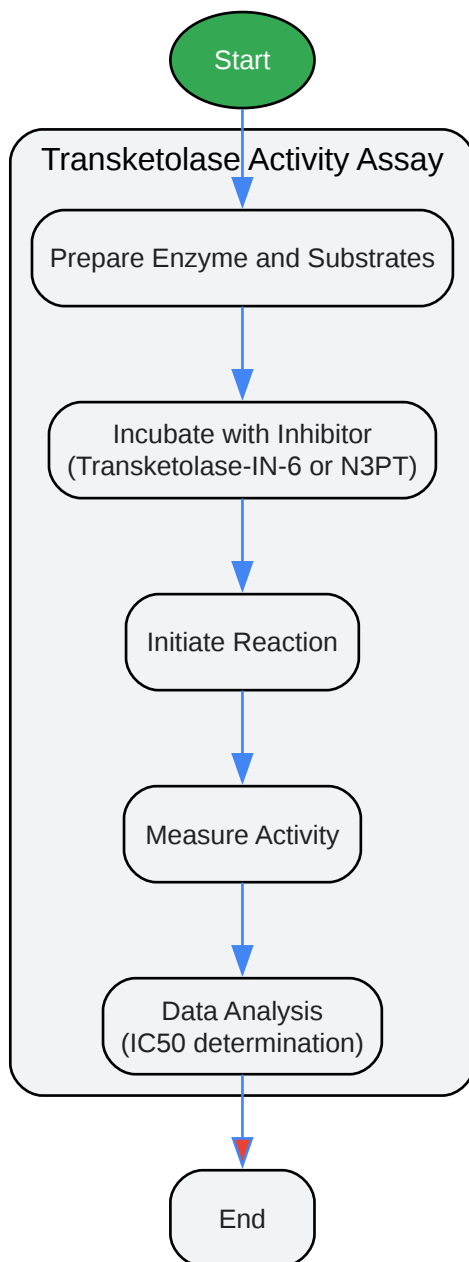 Start
Transketolase Activity Assay
Prepare Enzyme and Substrates
Incubate with Inhibitor
(Transketolase-IN-6 or N3PT)
Initiate Reaction
Measure Activity
Data Analysis
(IC50 determination)
End